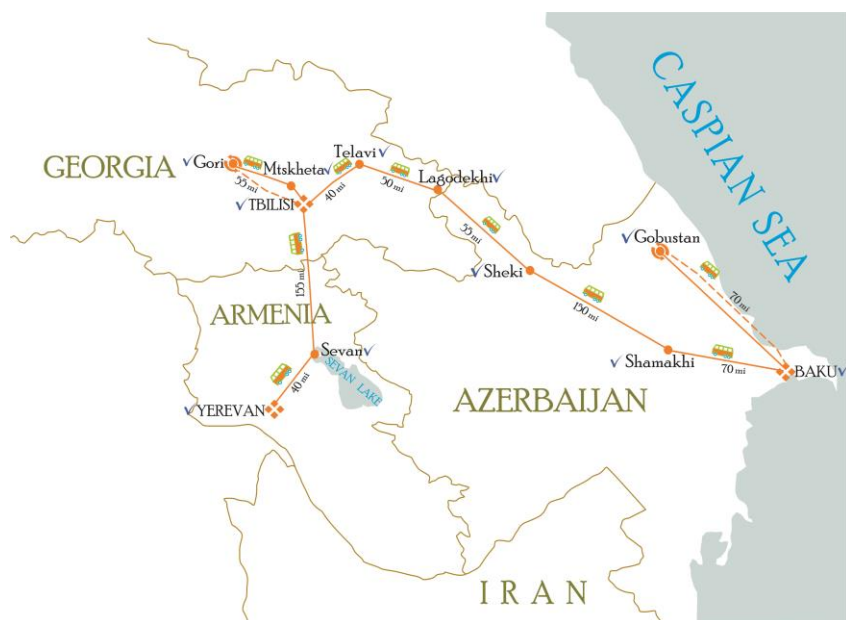 CASPIAN SEA
GEORGIA
Gori
Mtskheta
Telavi
55 mi
TBILISI
40 mi
50 mi
Lagodekhi
55 mi
Gobustan
Sheki
155 mi
70 mi
150 mi
ARMENIA
Sevan
SEVAN LAKE
40 mi
Shamakhi
70 mi
BAKU
YEREVAN
AZERBAIJAN
IRAN